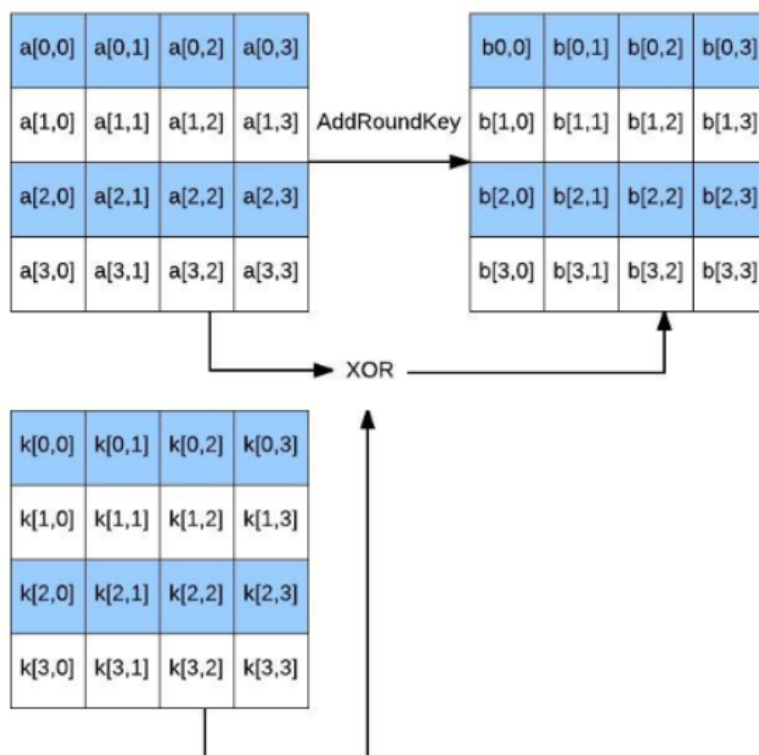 a[0,0] a[0,1] a[0,2] a[0,3]
a[1,0] a[1,1] a[1,2] a[1,3]
a[2,0] a[2,1] a[2,2] a[2,3]
a[3,0] a[3,1] a[3,2] a[3,3]
AddRoundKey
b0,0] b[0,1] b[0,2] b[0,3]
b[1,0] b[1,1] b[1,2] b[1,3]
b[2,0] b[2,1] b[2,2] b[2,3]
b[3,0] b[3,1] b[3,2] b[3,3]
XOR
k[0,0] k[0,1] k[0,2] k[0,3]
k[1,0] k[1,1] k[1,2] k[1,3]
k[2,0] k[2,1] k[2,2] k[2,3]
k[3,0] k[3,1] k[3,2] k[3,3]